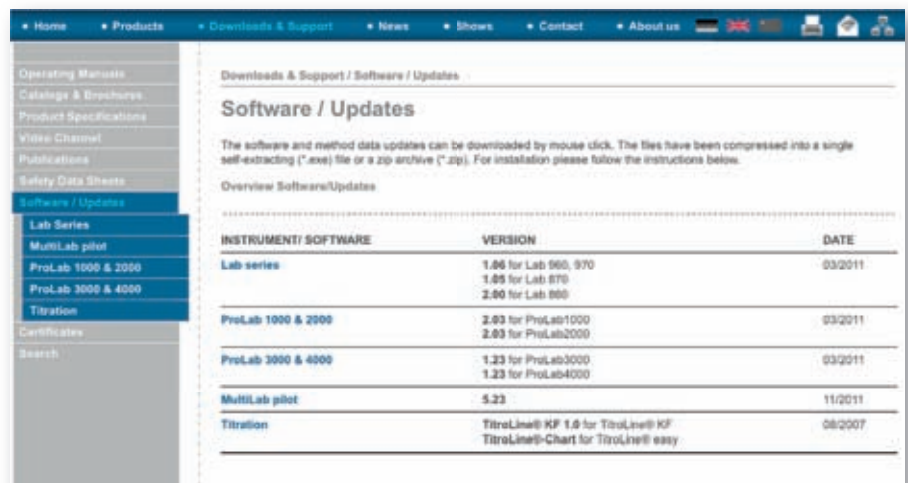 Home Products Downloads & Support News Shows Contact About us
Operating Manuals
Catalogs & Brochures
Product Specifications
Video Channel
Publications
Safety Data Sheets
Software / Updates
Lab Series
MultiLab pilot
ProLab 1000 & 2000
ProLab 3000 & 4000
Titration
Certificates
Search
Downloads & Support / Software / Updates
Software / Updates
The software and method data updates can be downloaded by mouse click. The files have been compressed into a single
self-extracting (*.exe) file or a zip archive (*.zip). For installation please follow the instructions below.
Overview Software/Updates
INSTRUMENT/ SOFTWARE VERSION DATE
Lab series 1.06 for Lab 960, 970 03/2011
1.05 for Lab 870
2.00 for Lab 860
ProLab 1000 & 2000 2.03 for ProLab1000 03/2011
2.03 for ProLab2000
ProLab 3000 & 4000 1.23 for ProLab3000 03/2011
1.23 for ProLab4000
MultiLab pilot 5.23 11/2011
Titration TitroLine® KF 1.0 for TitroLine® KF 08/2007
TitroLine®-Chart for TitroLine® easy